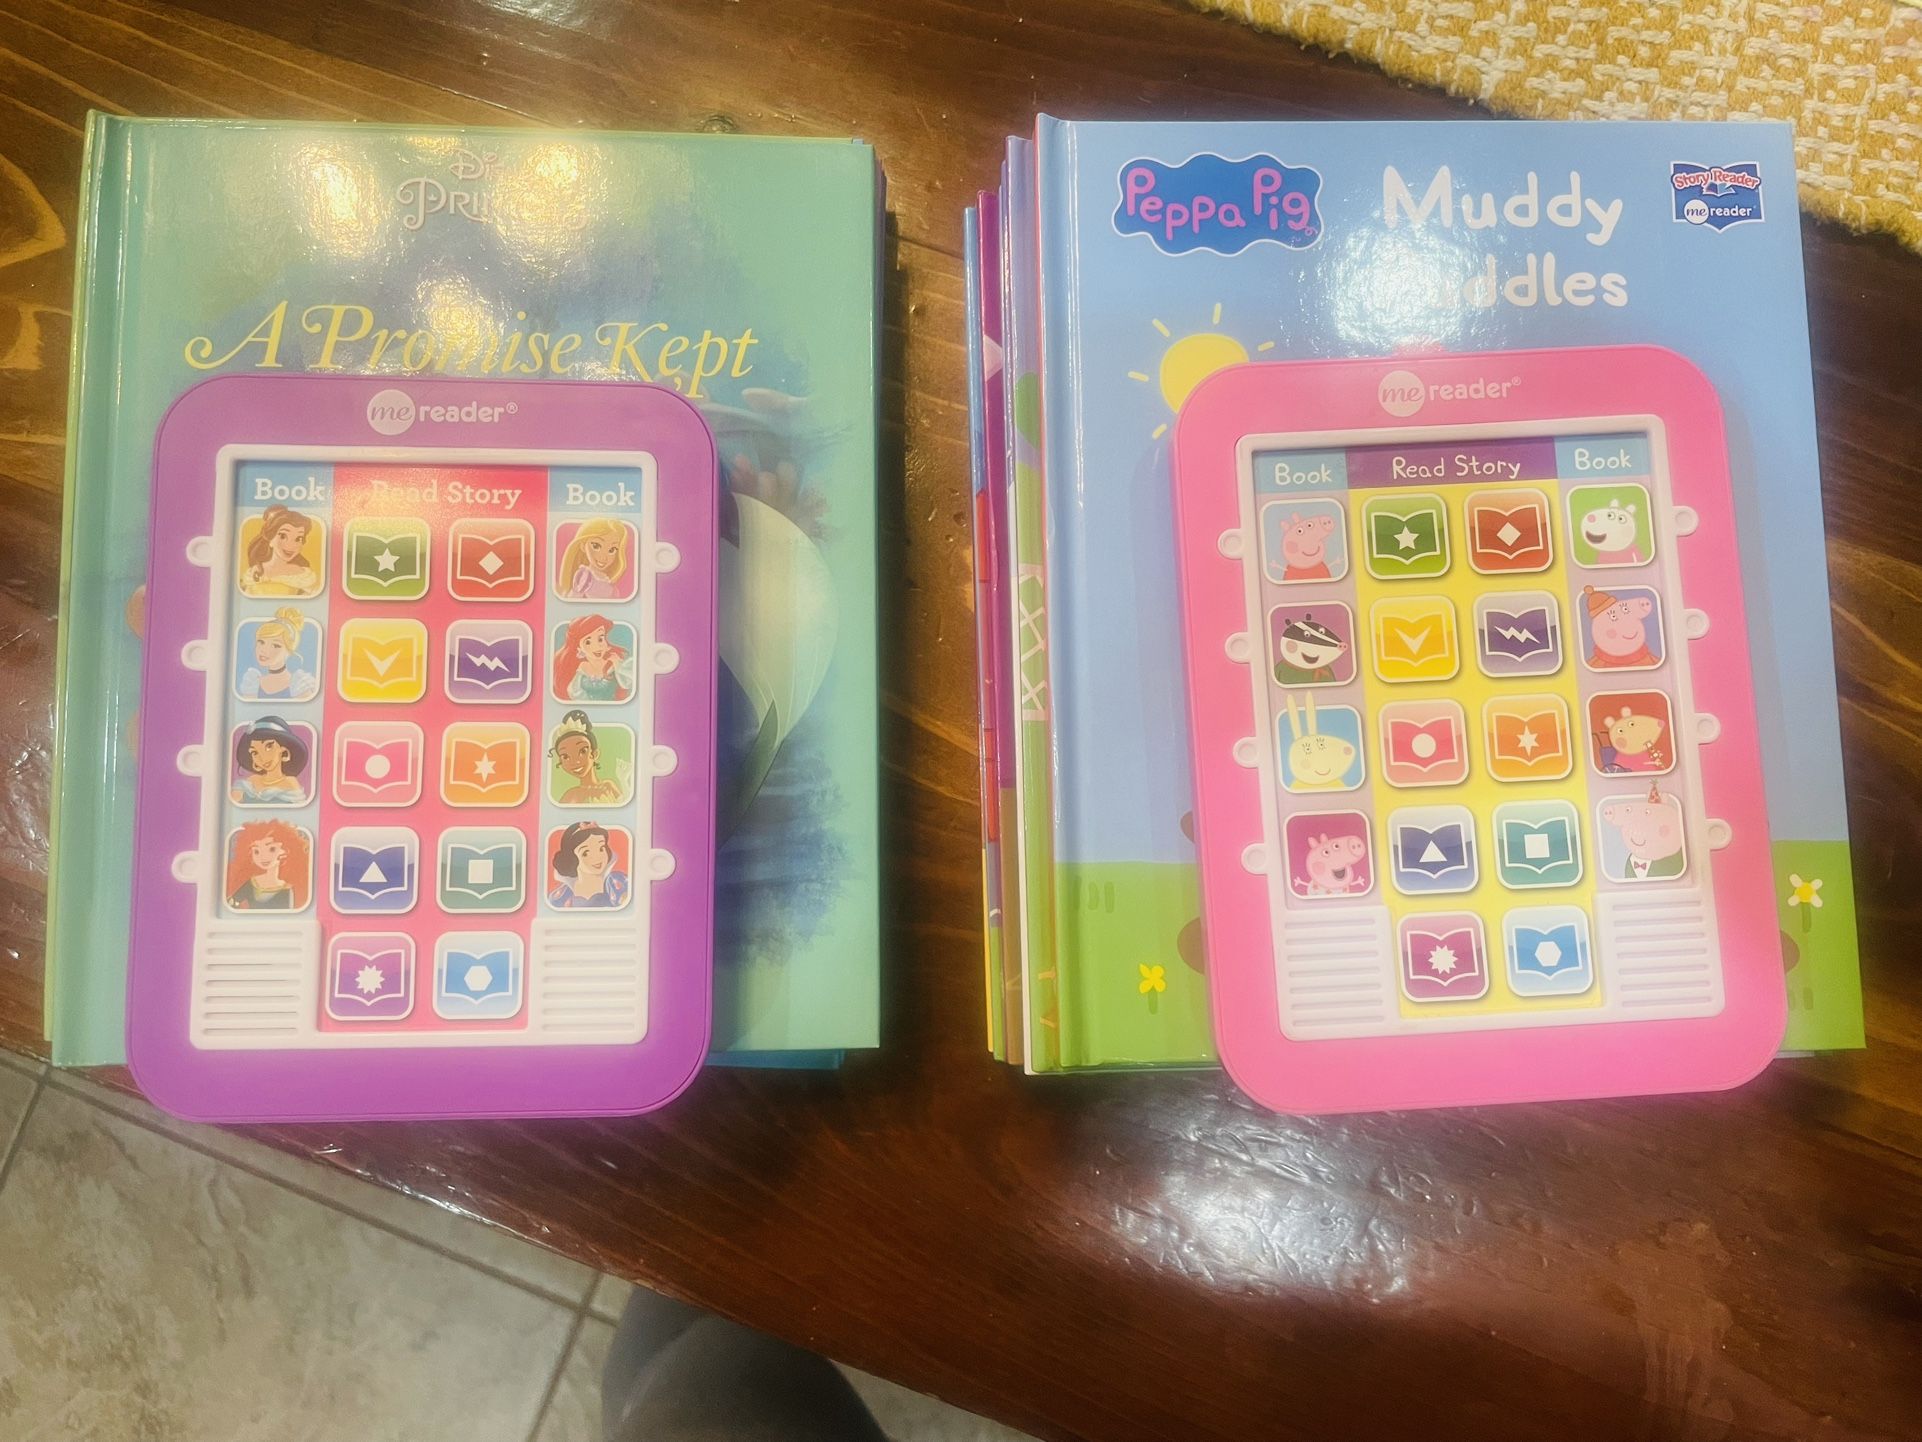 A Promise Kept
me reader®
Book Read Story Book
Peppa Pig
Muddy
Story Reader
me reader®
me reader®
Book Read Story Book